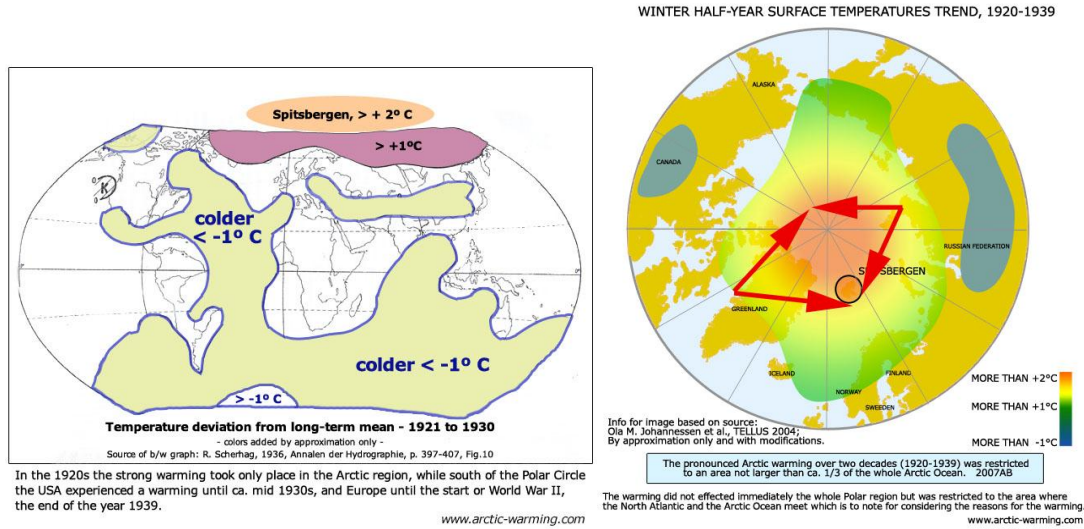 Spitsbergen, > + 2º C
> +1ºC
K
colder
< -1º C
colder < -1º C
> -1º C
Temperature deviation from long-term mean - 1921 to 1930
- colors added by approximation only -
Source of b/w graph: R. Scherhag, 1936, Annalen der Hydrographie, p. 397-407, Fig.10
In the 1920s the strong warming took only place in the Arctic region, while south of the Polar Circle
the USA experienced a warming until ca. mid 1930s, and Europe until the start or World War II,
the end of the year 1939.
www.arctic-warming.com
WINTER HALF-YEAR SURFACE TEMPERATURES TREND, 1920-1939
ALASKA
CANADA
RUSSIAN FEDERATION
GREENLAND
ICELAND
FINLAND
NORWAY
SWEDEN
MORE THAN +2°C
MORE THAN +1°C
MORE THAN -1°C
Info for image based on source:
Ola M. Johannessen et al., TELLUS 2004;
By approximation only and with modifications.
The pronounced Arctic warming over two decades (1920-1939) was restricted
to an area not larger than ca. 1/3 of the whole Arctic Ocean. 2007AB
The warming did not effected immediately the whole Polar region but was restricted to the area where
the North Atlantic and the Arctic Ocean meet which is to note for considering the reasons for the warming
www.arctic-warming.com